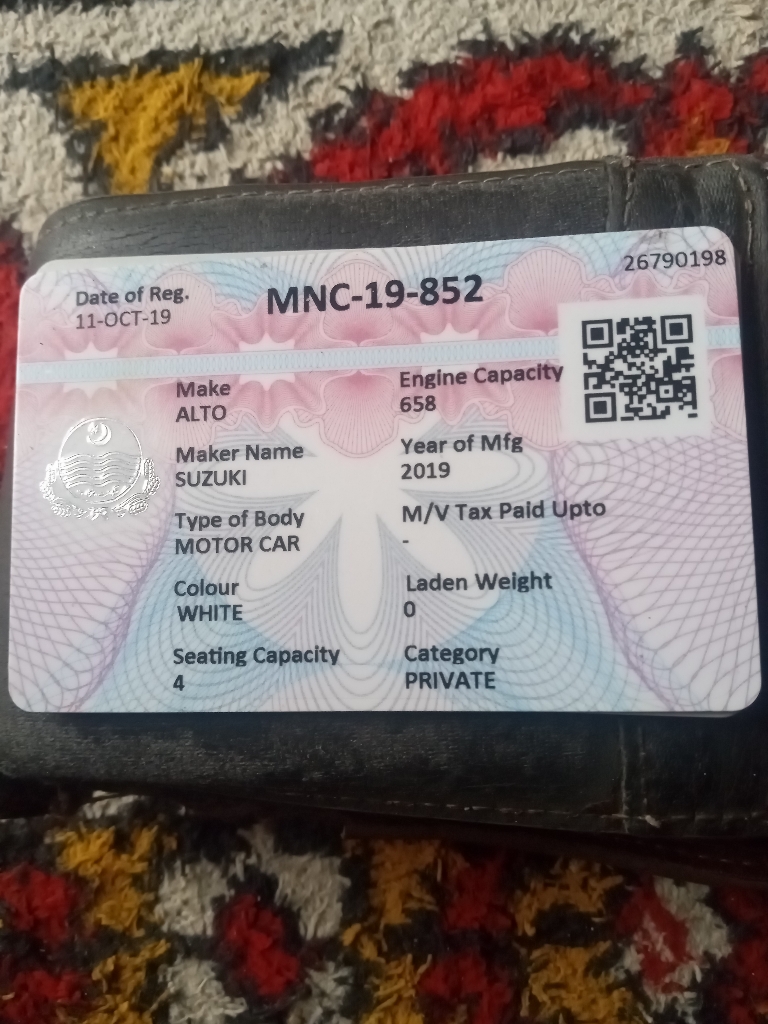 26790198
Date of Reg.
11-OCT-19
MNC-19-852
Make
ALTO
Engine Capacity
658
Maker Name
SUZUKI
Year of Mfg
2019
Type of Body
MOTOR CAR
M/V Tax Paid Upto
-
Colour
WHITE
Laden Weight
0
Seating Capacity
4
Category
PRIVATE